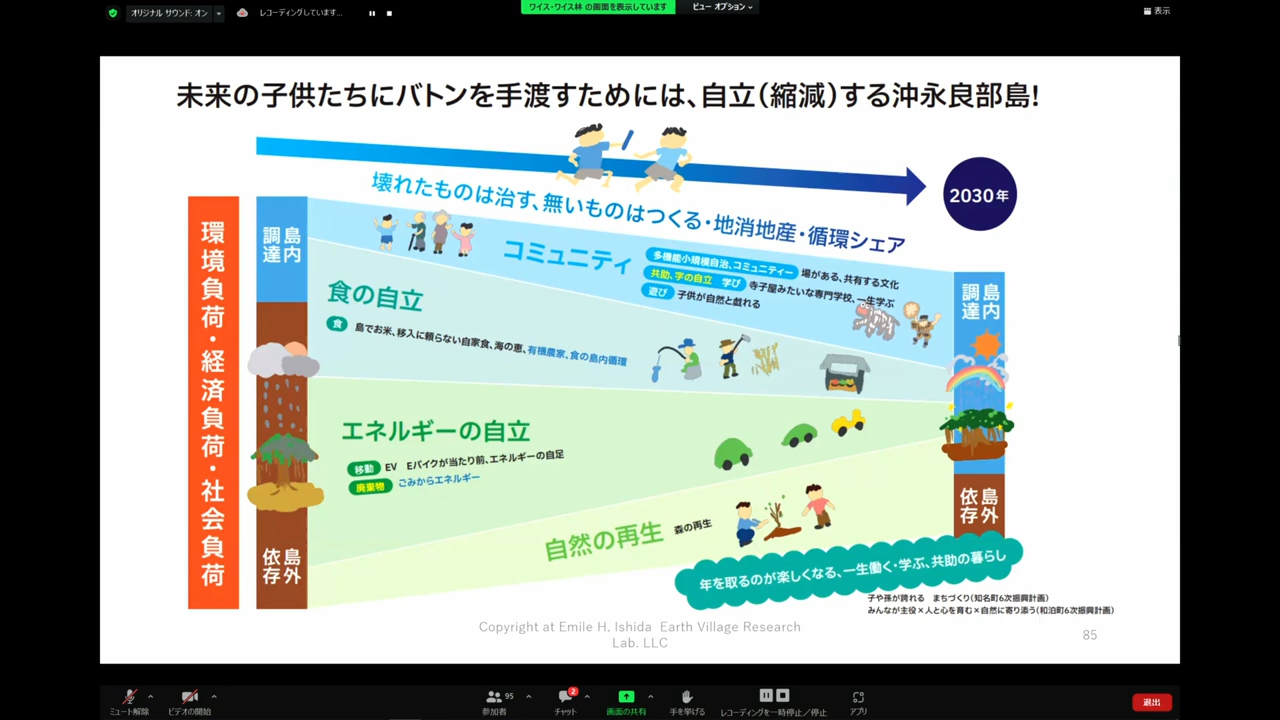 オリジナル サウンド: オン
レコーディングしています...
ワイス・ワイス林 の画面を表示しています
ビュー オプション
表示
未来の子供たちにバトンを手渡すためには、自立(縮減)する沖永良部島!
2030年
壊れたものは治す、無いものはつくる・地消地産・循環シェア
環境負荷・経済負荷・社会負荷
島内調達
コミュニティ
多機能小規模自治、コミュニティー 場がある、共有する文化
共助、字の自立 学び 寺子屋みたいな専門学校、一生学ぶ
遊び 子供が自然と戯れる
島内調達
食の自立
食 島でお米、移入に頼らない自家食、海の恵、有機農家、食の島内循環
エネルギーの自立
移動 EV Eバイクが当たり前、エネルギーの自足
廃棄物 ごみからエネルギー
島外依存
自然の再生 森の再生
島外依存
年を取るのが楽しくなる、一生働く・学ぶ、共助の暮らし
子や孫が誇れる まちづくり(知名町6次振興計画)
みんなが主役×人と心を育む×自然に寄り添う(和泊町6次振興計画)
Copyright at Emile H. Ishida Earth Village Research
Lab. LLC
85
ミュート解除
ビデオの開始
95
参加者
2
チャット
画面の共有
手を挙げる
レコーディングを一時停止/停止
アプリ
退出